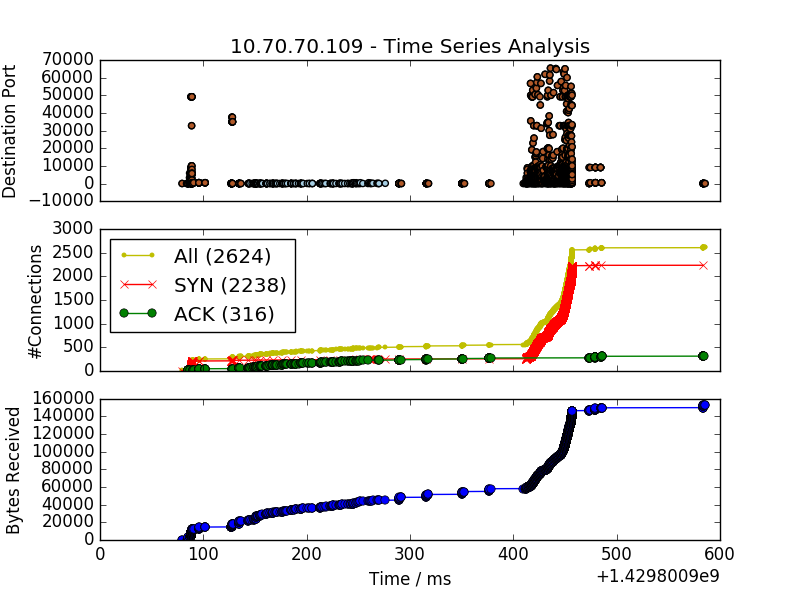 10.70.70.109 - Time Series Analysis
Destination Port
70000
60000
50000
40000
30000
20000
10000
0
−10000
#Connections
3000
2500
2000
1500
1000
500
0
All (2624)
SYN (2238)
ACK (316)
Bytes Received
160000
140000
120000
100000
80000
60000
40000
20000
0
0 100 200 300 400 500 600
Time / ms
+1.4298009e9